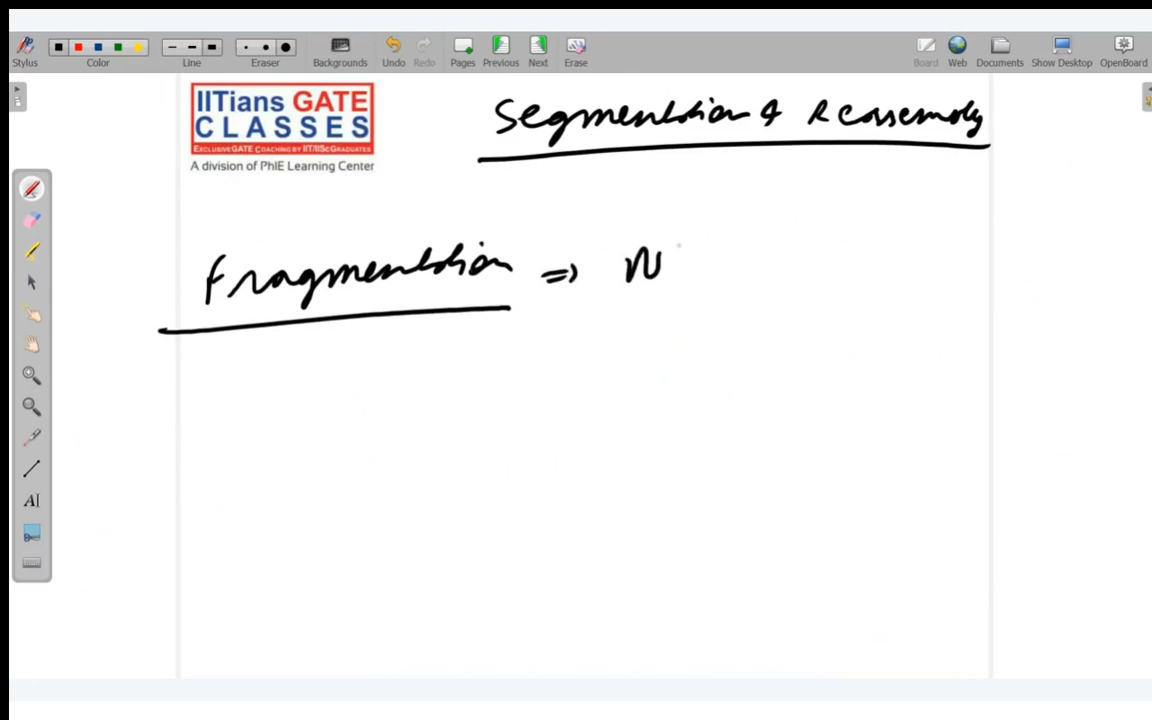 Stylus Color Line Eraser Backgrounds Undo Redo Pages Previous Next Erase Board Web Documents Show Desktop OpenBoard
IITians GATE
CLASSES
EXCLUSIVE GATE COACHING BY IIT/IISc GRADUATES
A division of PhIE Learning Center
Segmentation & Reassembly
Fragmentation => N
AI